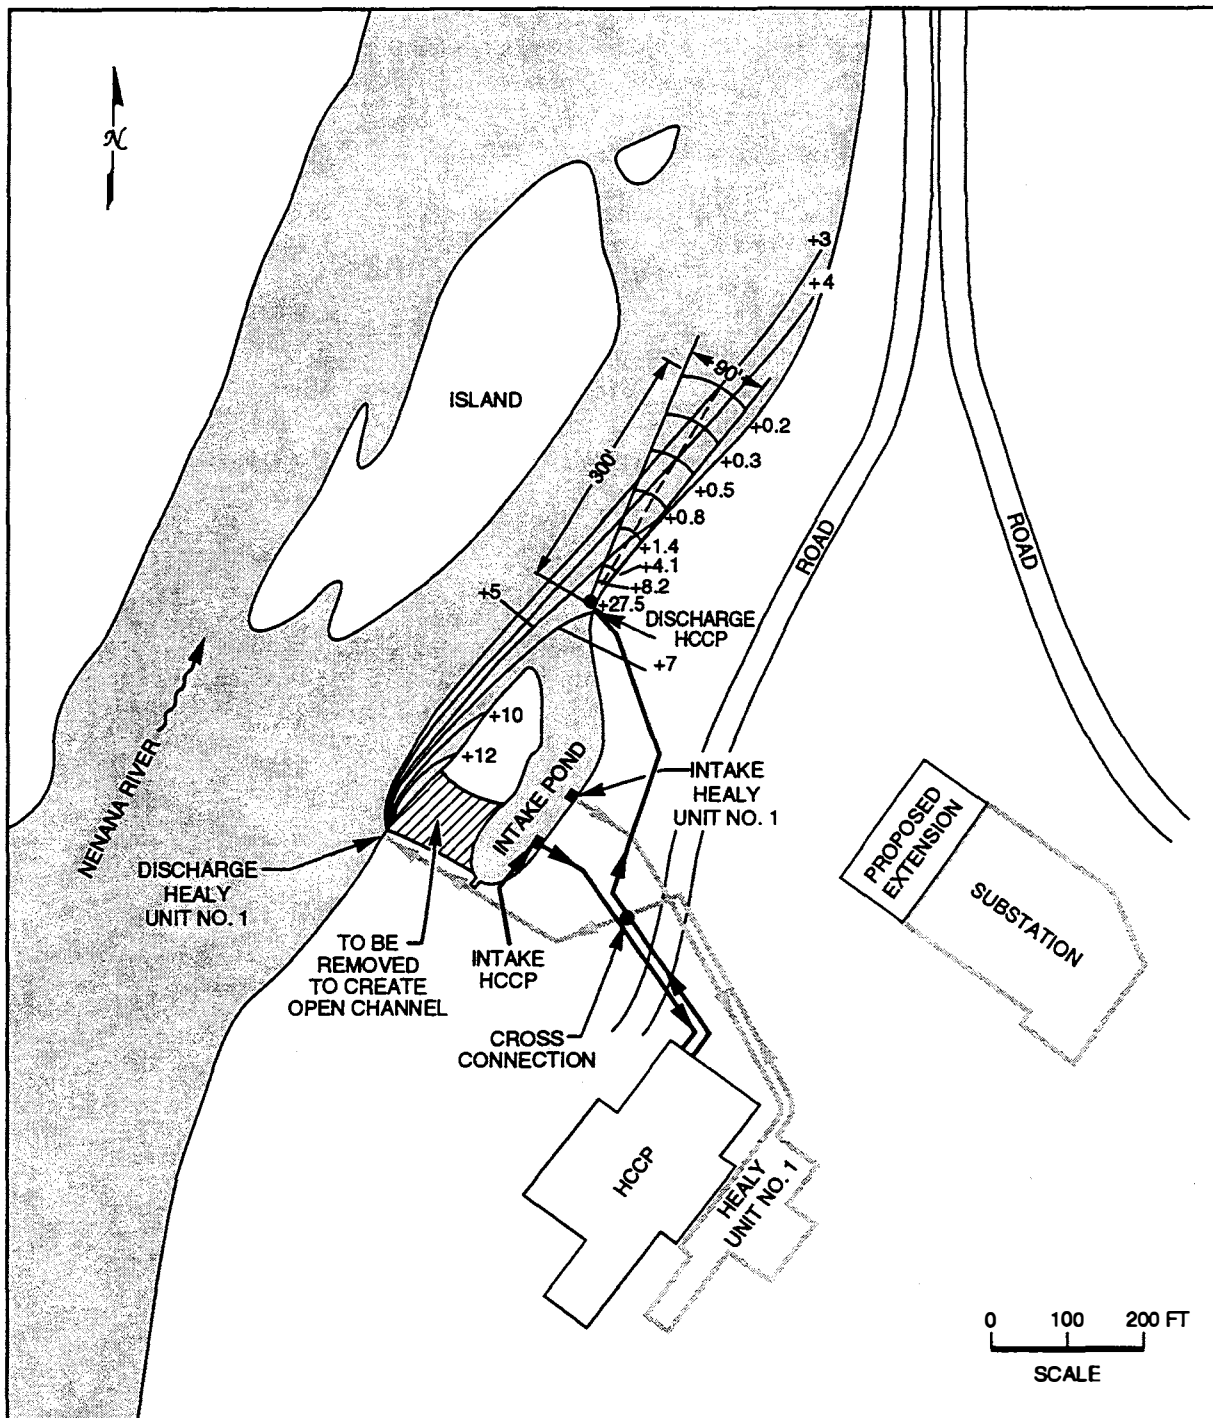 N
+3
+4
90'
ISLAND
+0.2
+0.3
300'
+0.5
+0.8
ROAD
ROAD
+1.4
+4.1
+8.2
+5
+27.5
DISCHARGE
HCCP
+7
NENANA RIVER
+10
+12
INTAKE POND
INTAKE
HEALY
UNIT NO. 1
PROPOSED
EXTENSION
SUBSTATION
DISCHARGE
HEALY
UNIT NO. 1
TO BE
REMOVED
TO CREATE
OPEN CHANNEL
INTAKE
HCCP
CROSS
CONNECTION
HCCP
HEALY
UNIT NO. 1
0 100 200 FT
SCALE